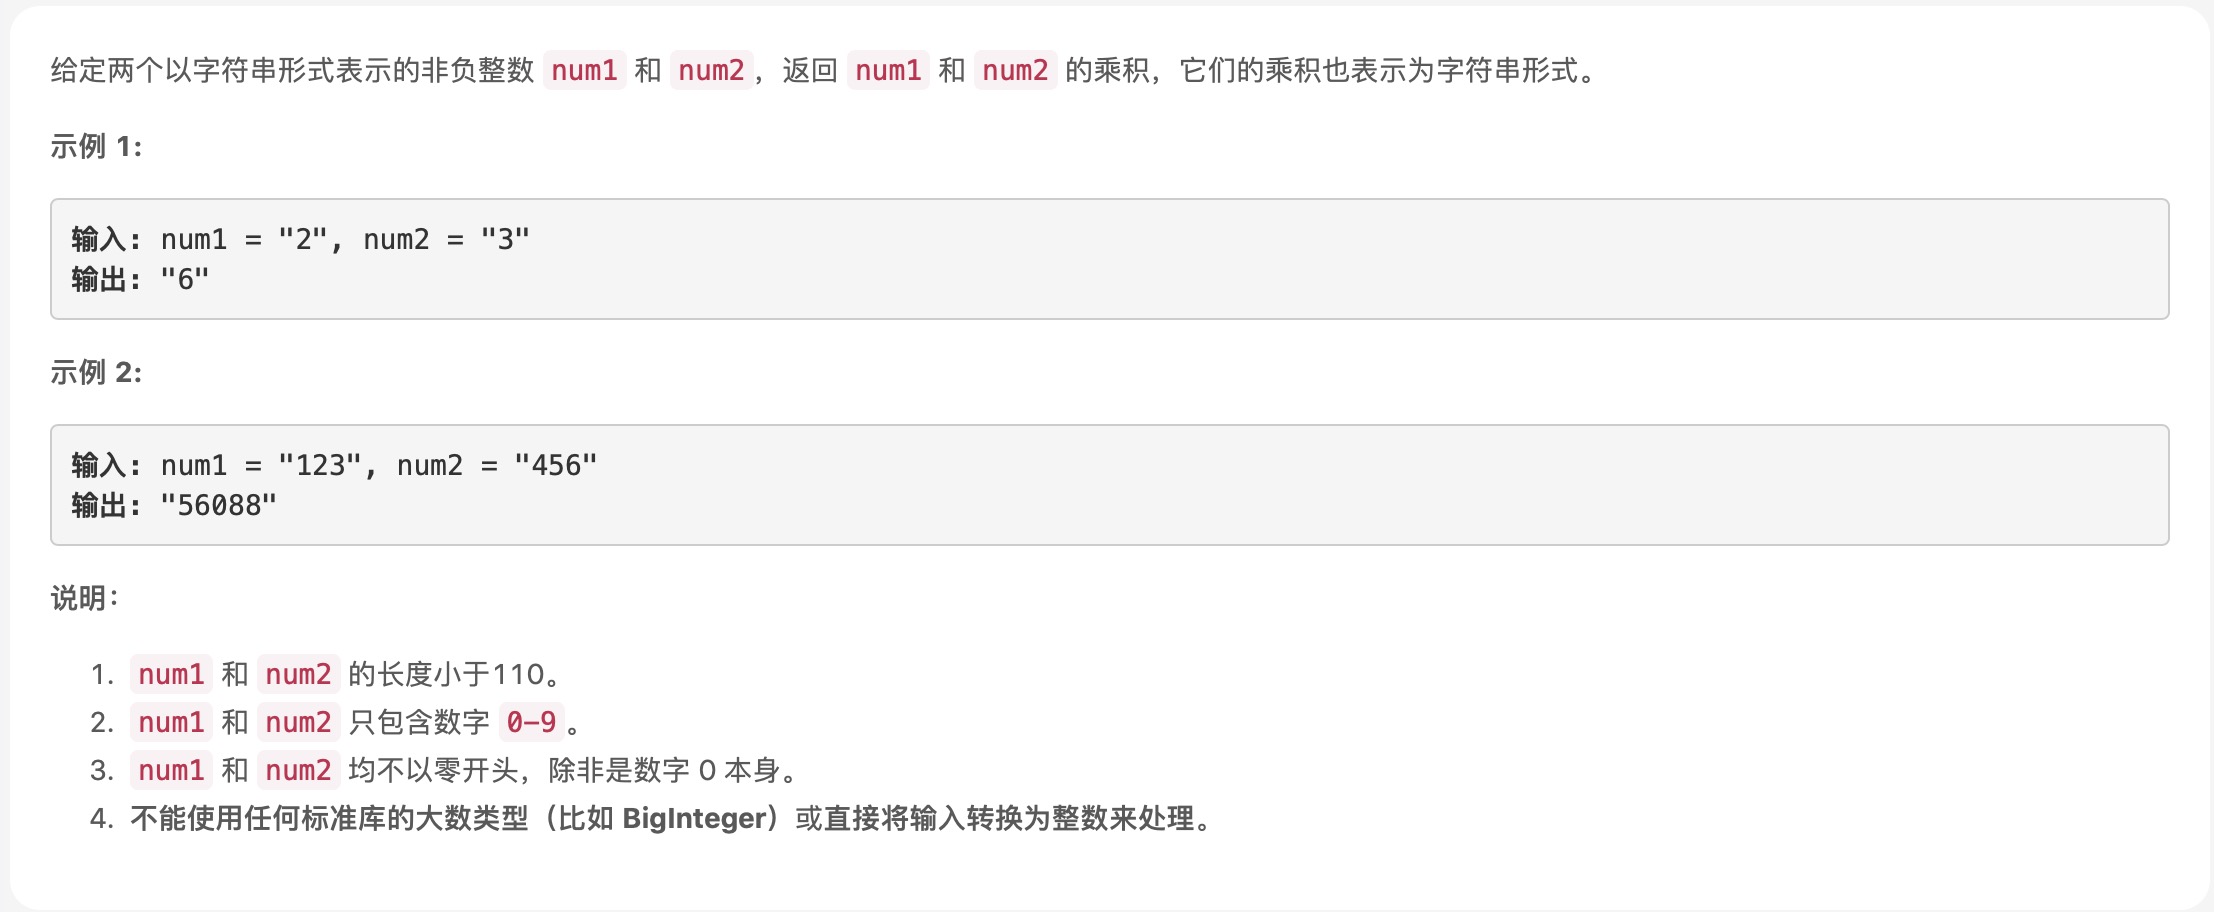 给定两个以字符串形式表示的非负整数 num1 和 num2，返回 num1 和 num2 的乘积，它们的乘积也表示为字符串形式。
示例 1:
输入: num1 = "2", num2 = "3"
输出: "6"
示例 2:
输入: num1 = "123", num2 = "456"
输出: "56088"
说明：
1. num1 和 num2 的长度小于110。
2. num1 和 num2 只包含数字 0-9。
3. num1 和 num2 均不以零开头，除非是数字 0 本身。
4. 不能使用任何标准库的大数类型（比如 BigInteger）或直接将输入转换为整数来处理。